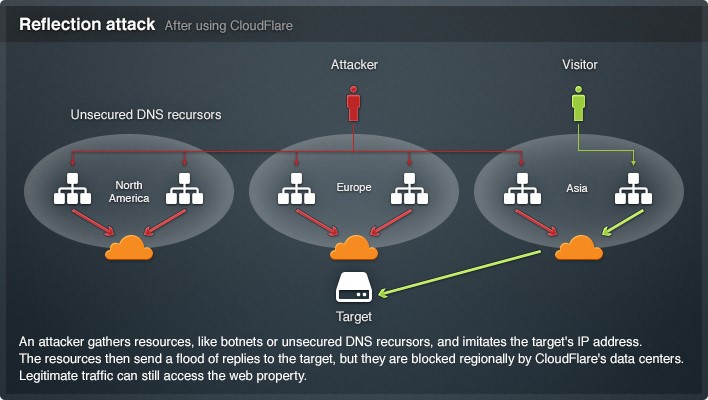 Reflection attack After using CloudFlare
Attacker
Visitor
Unsecured DNS recursors
North
America
Europe
Asia
Target
An attacker gathers resources, like botnets or unsecured DNS recursors, and imitates the target's IP address.
The resources then send a flood of replies to the target, but they are blocked regionally by CloudFlare's data centers.
Legitimate traffic can still access the web property.